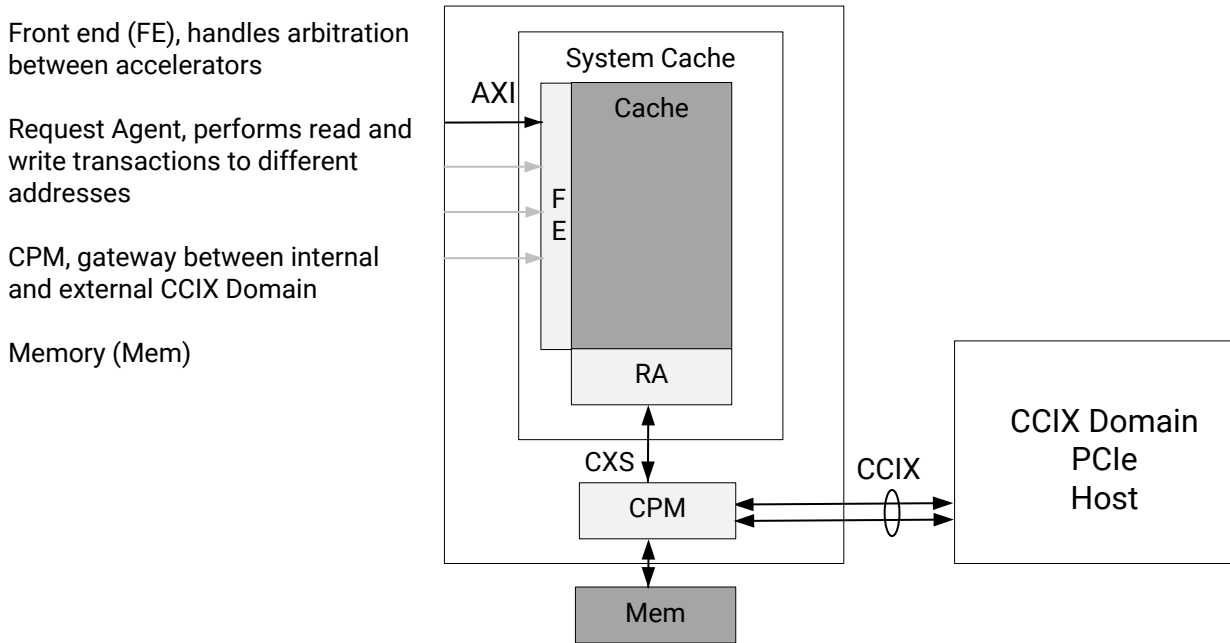 Front end (FE), handles arbitration
between accelerators
Request Agent, performs read and
write transactions to different
addresses
CPM, gateway between internal
and external CCIX Domain
Memory (Mem)
System Cache
AXI
Cache
F
E
RA
CXS
CPM
CCIX
CCIX Domain
PCIe
Host
Mem